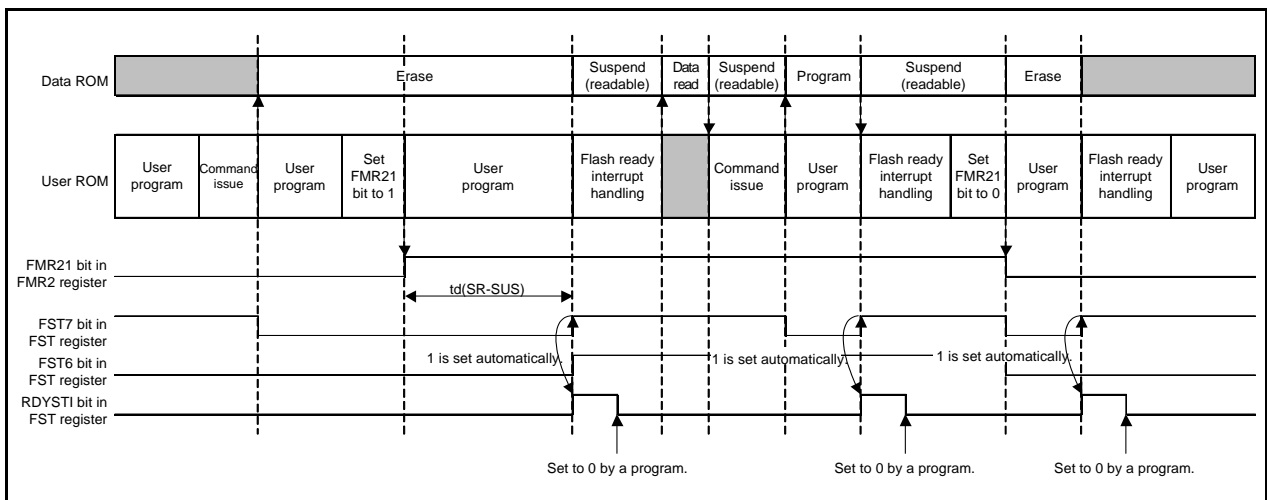 Data ROM
Erase
Suspend
(readable)
Data
read
Suspend
(readable)
Program
Suspend
(readable)
Erase
User ROM
User
program
Command
issue
User
program
Set
FMR21
bit to 1
User
program
Flash ready
interrupt
handling
Command
issue
User
program
Flash ready
interrupt
handling
Set
FMR21
bit to 0
User
program
Flash ready
interrupt
handling
User
program
FMR21 bit in
FMR2 register
td(SR-SUS)
FST7 bit in
FST register
1 is set automatically.
1 is set automatically.
1 is set automatically.
FST6 bit in
FST register
RDYSTI bit in
FST register
Set to 0 by a program.
Set to 0 by a program.
Set to 0 by a program.